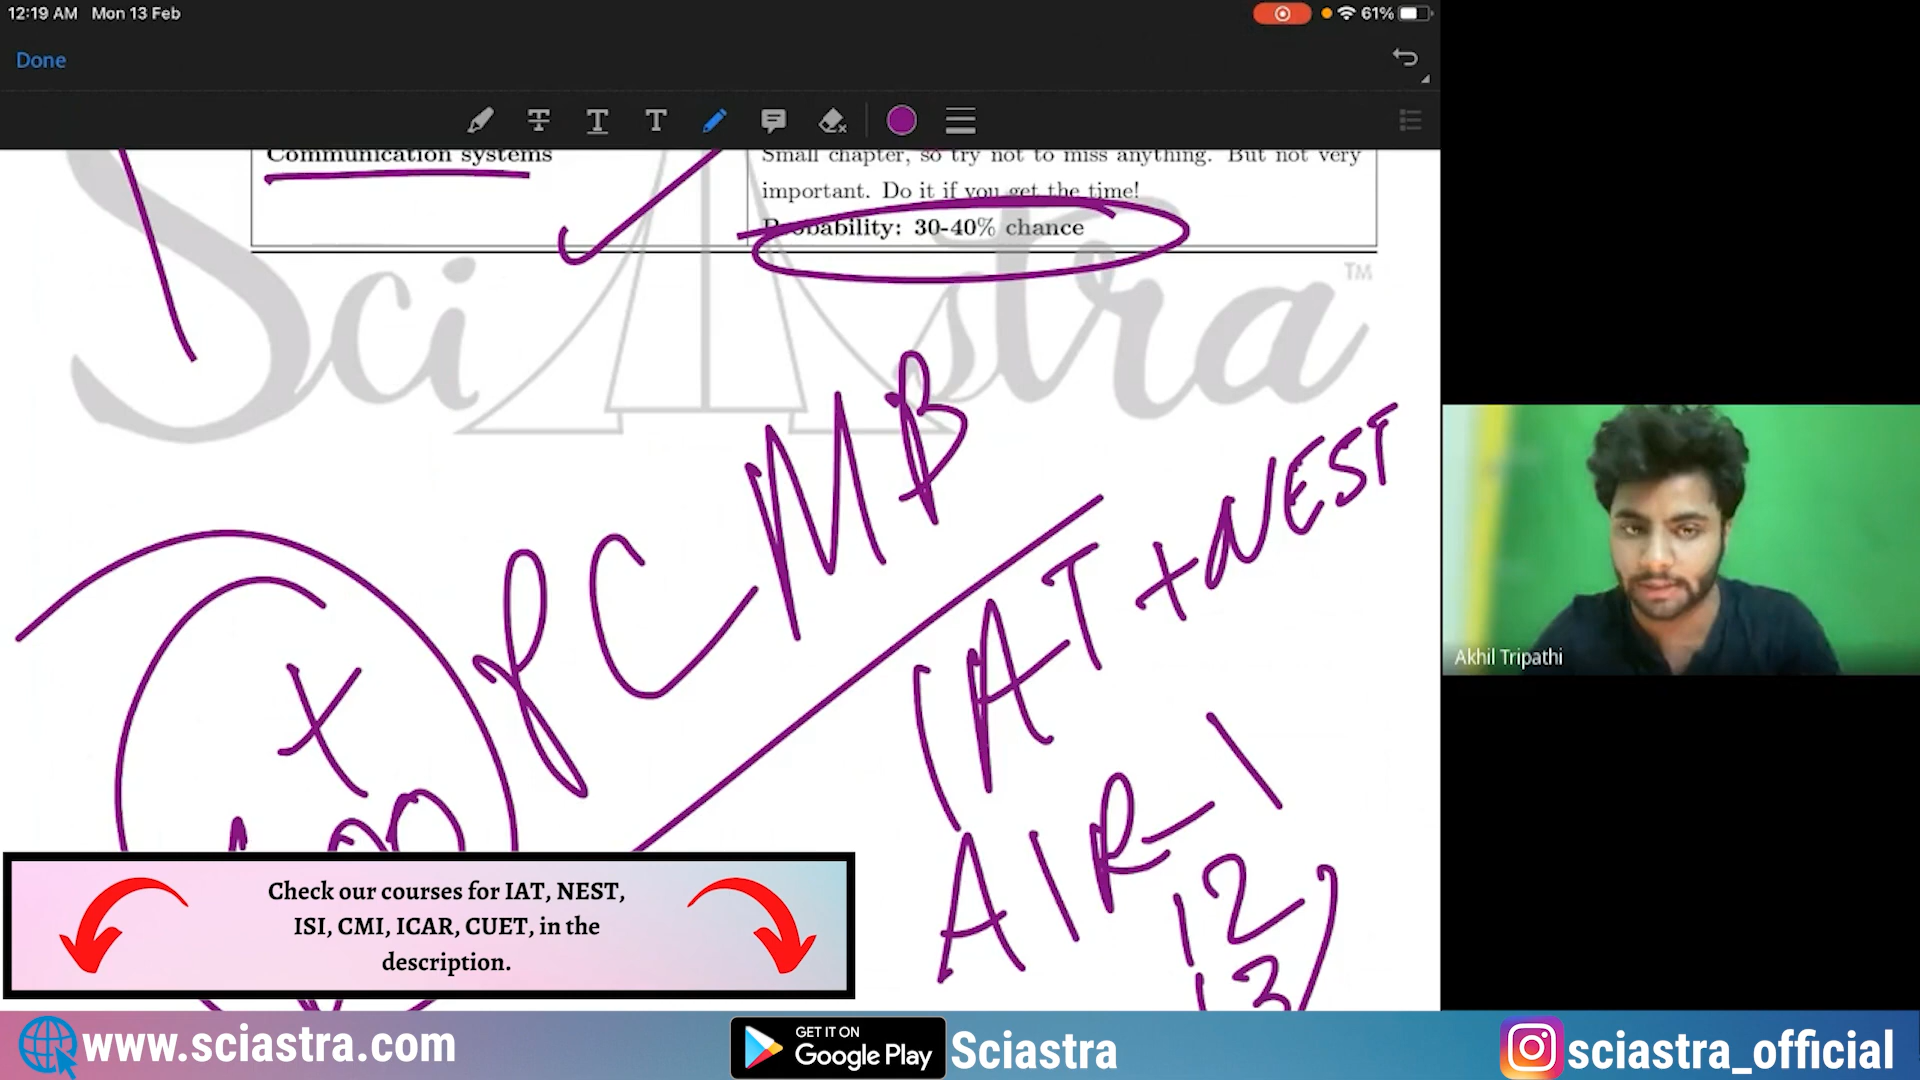 12:19 AM Mon 13 Feb
61%
Done
Communication systems
Small chapter, so try not to miss anything. But not very
important. Do it if you get the time!
Probability: 30-40% chance
SciAstra
TM
PCMB
IAT + NEST
AIR-1
12
13
Akhil Tripathi
Check our courses for IAT, NEST,
ISI, CMI, ICAR, CUET, in the
description.
www.sciastra.com
GET IT ON
Google Play
Sciastra
sciastra_official